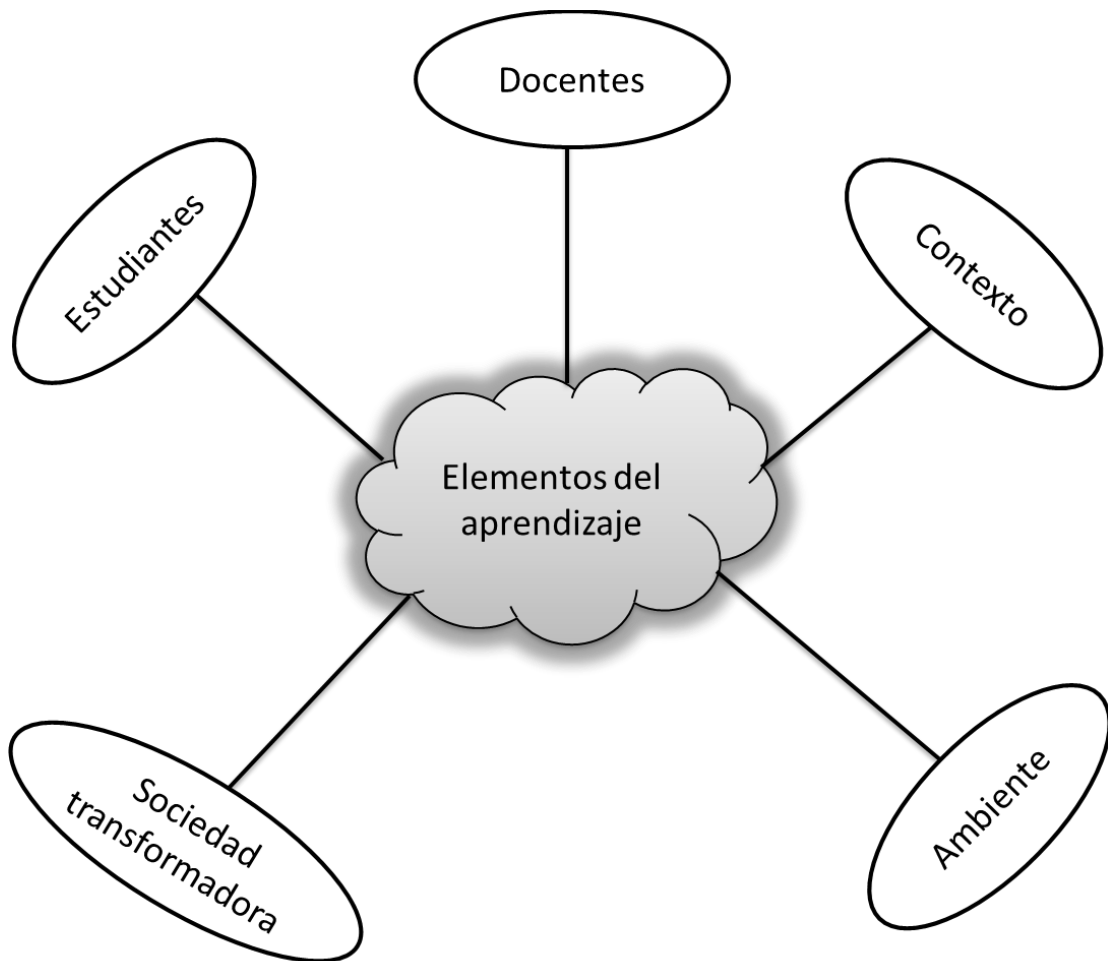 Docentes
Estudiantes
Contexto
Elementos del
aprendizaje
Sociedad
transformadora
Ambiente